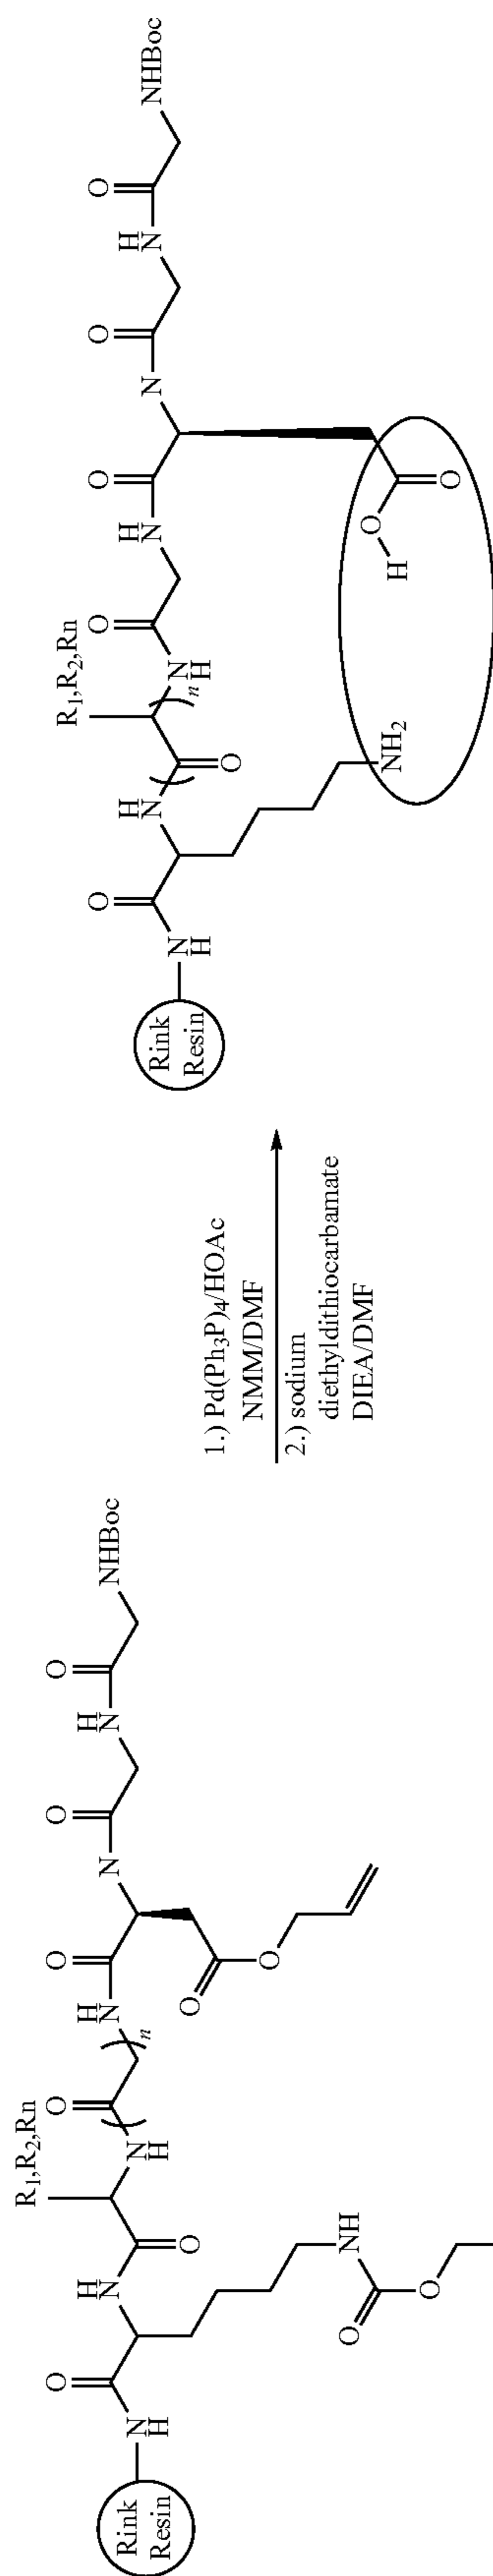 O
O
O
O
O
NHBoc
R₁,R₂,Rn
H
N
N
H
N
H
N
N
H
n
N
H
O
Rink
Resin
O
O
NH
O
O
1.) Pd(Ph₃P)₄/HOAc
NMM/DMF
2.) sodium
diethyldithiocarbamate
DIEA/DMF
O
O
O
O
O
NHBoc
R₁,R₂,Rn
H
N
N
H
N
H
N
N
H
n
N
H
O
Rink
Resin
NH₂
H
O
O